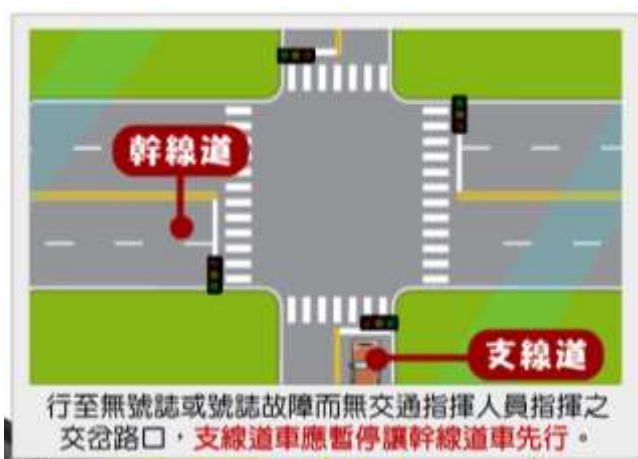 幹線道
支線道
行至無號誌或號誌故障而無交通指揮人員指揮之
交岔路口，支線道車應暫停讓幹線道車先行。